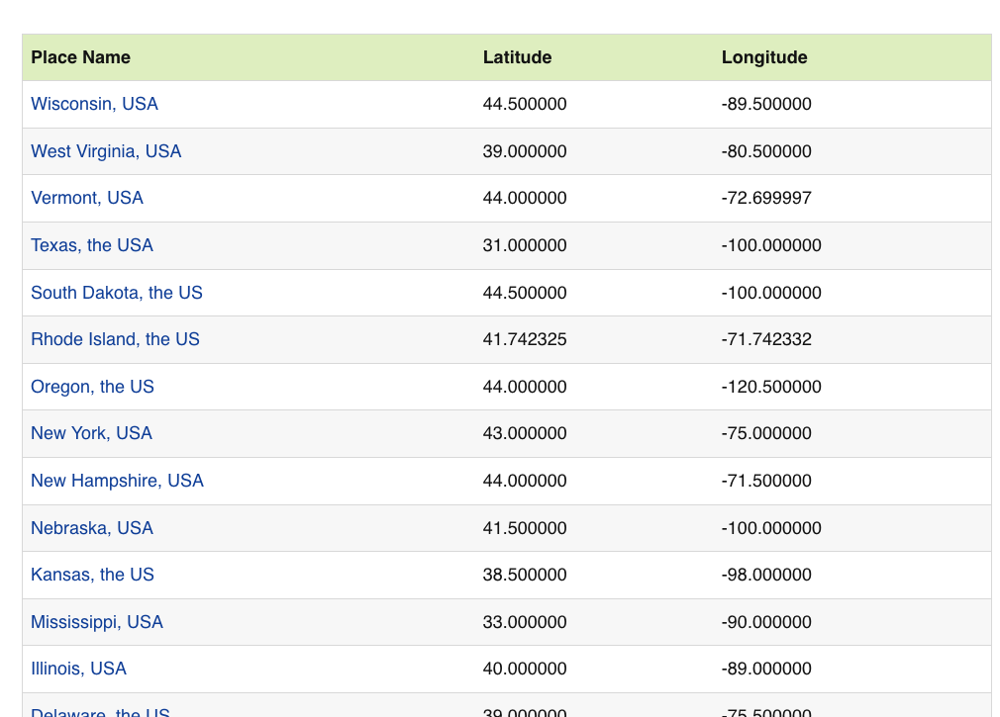 Place Name Latitude Longitude
Wisconsin, USA 44.500000 -89.500000
West Virginia, USA 39.000000 -80.500000
Vermont, USA 44.000000 -72.699997
Texas, the USA 31.000000 -100.000000
South Dakota, the US 44.500000 -100.000000
Rhode Island, the US 41.742325 -71.742332
Oregon, the US 44.000000 -120.500000
New York, USA 43.000000 -75.000000
New Hampshire, USA 44.000000 -71.500000
Nebraska, USA 41.500000 -100.000000
Kansas, the US 38.500000 -98.000000
Mississippi, USA 33.000000 -90.000000
Illinois, USA 40.000000 -89.000000
Delaware, the US 39.000000 -75.500000